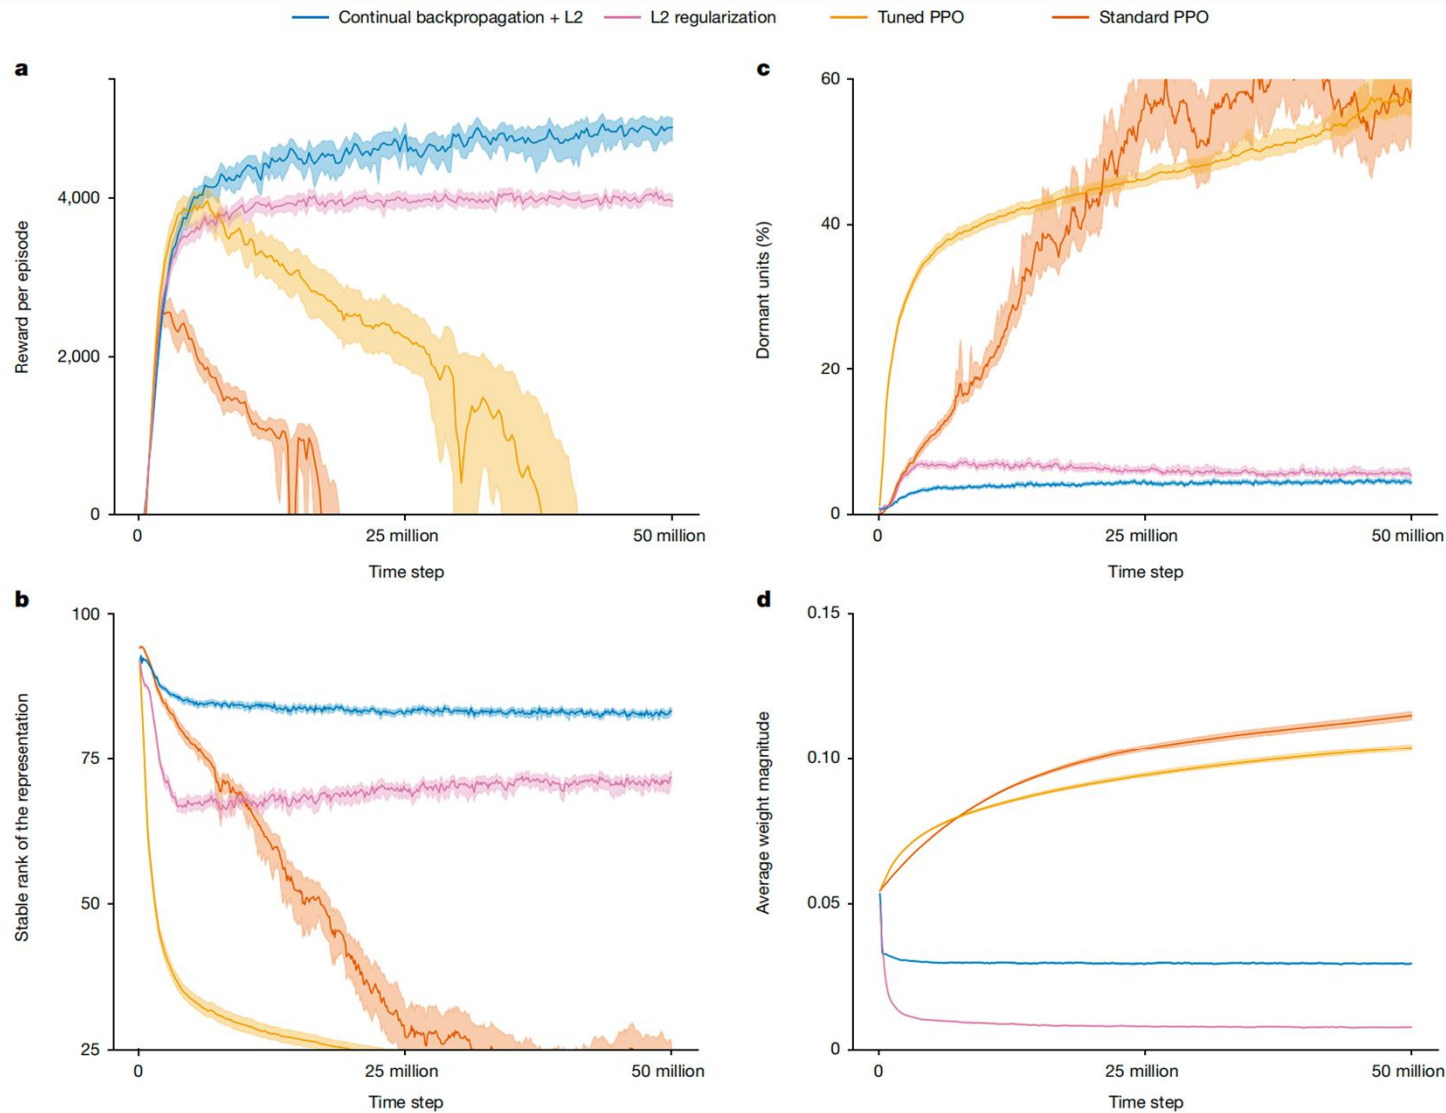 Continual backpropagation + L2 L2 regularization Tuned PPO Standard PPO
a
Reward per episode
4,000
2,000
0
0 25 million 50 million
Time step
c
Dormant units (%)
60
40
20
0
0 25 million 50 million
Time step
b
Stable rank of the representation
100
75
50
25
0 25 million 50 million
Time step
d
Average weight magnitude
0.15
0.10
0.05
0
0 25 million 50 million
Time step